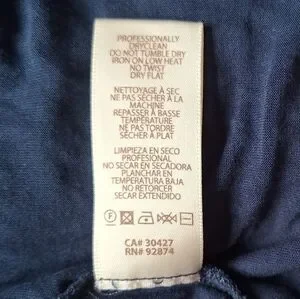 PROFESSIONALLY
DRYCLEAN
DO NOT TUMBLE DRY
IRON ON LOW HEAT
NO TWIST
DRY FLAT
NETTOYAGE À SEC
NE PAS SÉCHER À LA
MACHINE
REPASSER À BASSE
TEMPÉRATURE
NE PAS TORDRE
SÉCHER À PLAT
LIMPIEZA EN SECO
PROFESIONAL
NO SECAR EN SECADORA
PLANCHAR EN
TEMPERATURA BAJA
NO RETORCER
SECAR EXTENDIDO
CA# 30427
RN# 92874